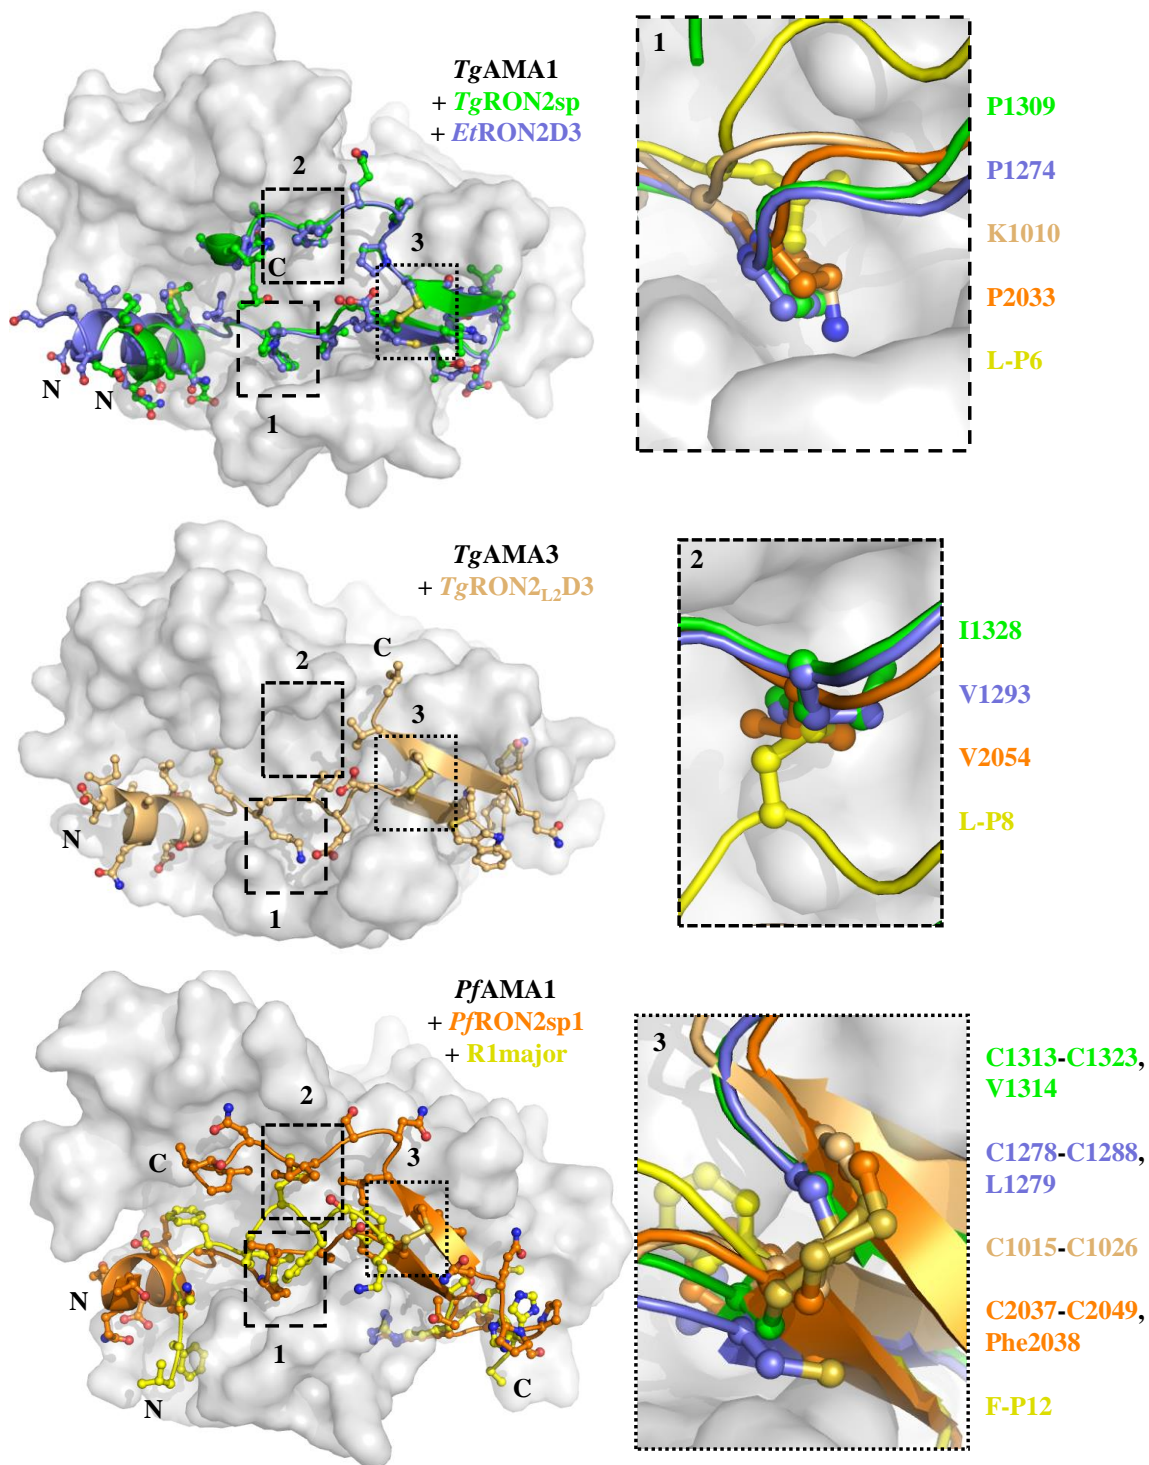 TgAMA1
+ TgRON2sp
+ EtRON2D3
2
3
C
N
N
1
1
P1309
P1274
K1010
P2033
L-P6
TgAMA3
+ TgRON2L2D3
C
2
3
N
1
2
I1328
V1293
V2054
L-P8
PfAMA1
+ PfRON2sp1
+ R1major
2
3
C
N
1
N
C
3
C1313-C1323,
V1314
C1278-C1288,
L1279
C1015-C1026
C2037-C2049,
Phe2038
F-P12